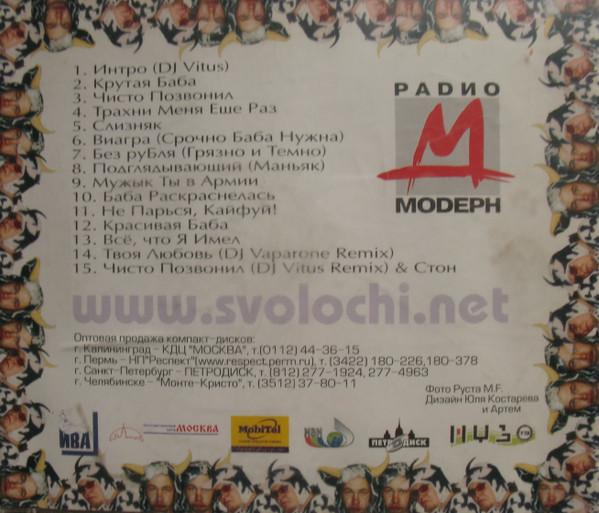 1. Интро (DJ Vitus)
2. Крутая Баба
3. Чисто Позвонил
4. Трахни Меня Еше Раз
5. Слизняк
6. Виагра (Срочно Баба Нужна)
7. Без руБля (Грязно и Темно)
8. Подглядывающий (Маньяк)
9. Мужык Ты в Армии
10. Баба Раскраснелась
11. Не Парься, Кайфуй!
12. Красивая Баба
13. Всё, что Я Имел
14. Твоя Любовь (DJ Vaparone Remix)
15. Чисто Позвонил (DJ Vitus Remix) & Стон
РАДИО
М
МОДЕРН
www.svolochi.net
Оптовая продажа компакт-дисков:
г. Калининград - КДЦ "МОСКВА", т.(0112) 44-36-15
г. Пермь - НП"Распект"(www.respect.perm.ru), т. (3422) 180-226,180-378
г. Санкт-Петербург - ПЕТРОДИСК, т. (812) 277-1924, 277-4963
г. Челябинске - "Монте-Кристо", т.(3512) 37-80-11
Фото Руста M.F.
Дизайн Юля Костарева
и Артем
ИВА
МОСКВА
MobiTel
ПЕТРОДИСК